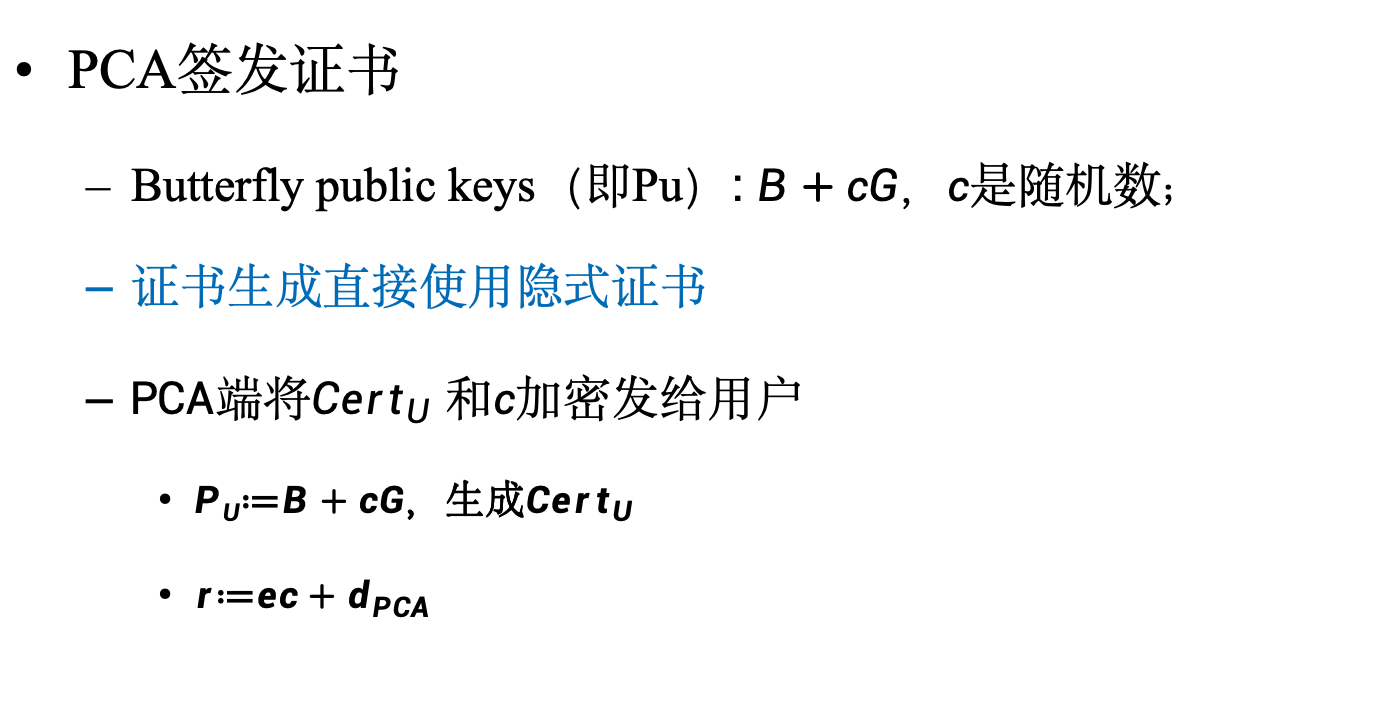 • PCA签发证书
– Butterfly public keys（即Pu）: B + cG，c是随机数；
– 证书生成直接使用隐式证书
– PCA端将Cert_U 和c加密发给用户
• P_U:=B + cG，生成Cert_U
• r:=ec + d_PCA